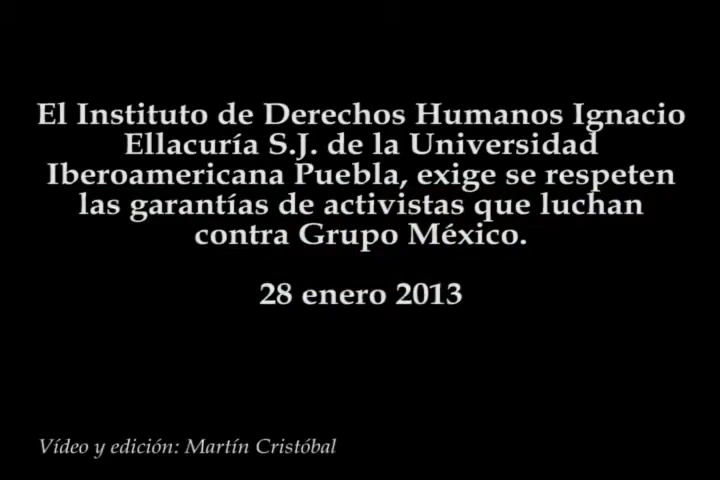 El Instituto de Derechos Humanos Ignacio
Ellacuría S.J. de la Universidad
Iberoamericana Puebla, exige se respeten
las garantías de activistas que luchan
contra Grupo México.
28 enero 2013
Vídeo y edición: Martín Cristóbal